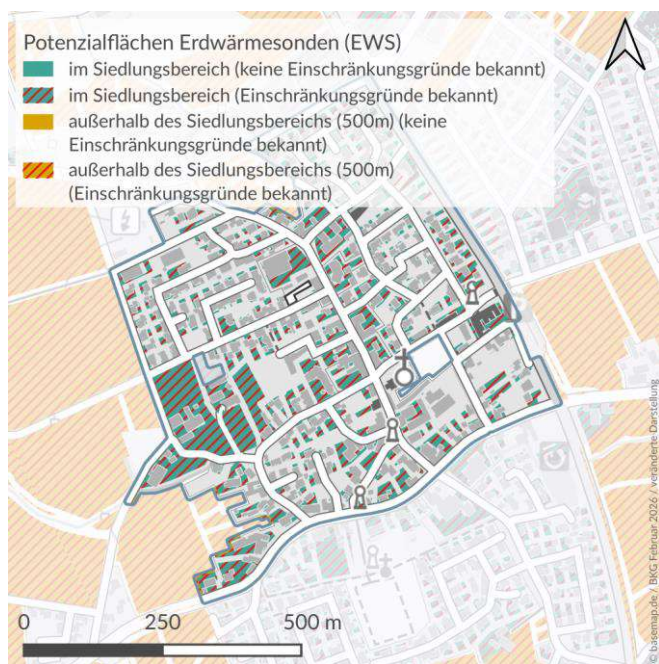 Potenzialflächen Erdwärmesonden (EWS)
im Siedlungsbereich (keine Einschränkungsgründe bekannt)
im Siedlungsbereich (Einschränkungsgründe bekannt)
außerhalb des Siedlungsbereichs (500m) (keine
Einschränkungsgründe bekannt)
außerhalb des Siedlungsbereichs (500m)
(Einschränkungsgründe bekannt)
© basemap.de / BKG Februar 2026 / veränderte Darstellung
0 250 500 m